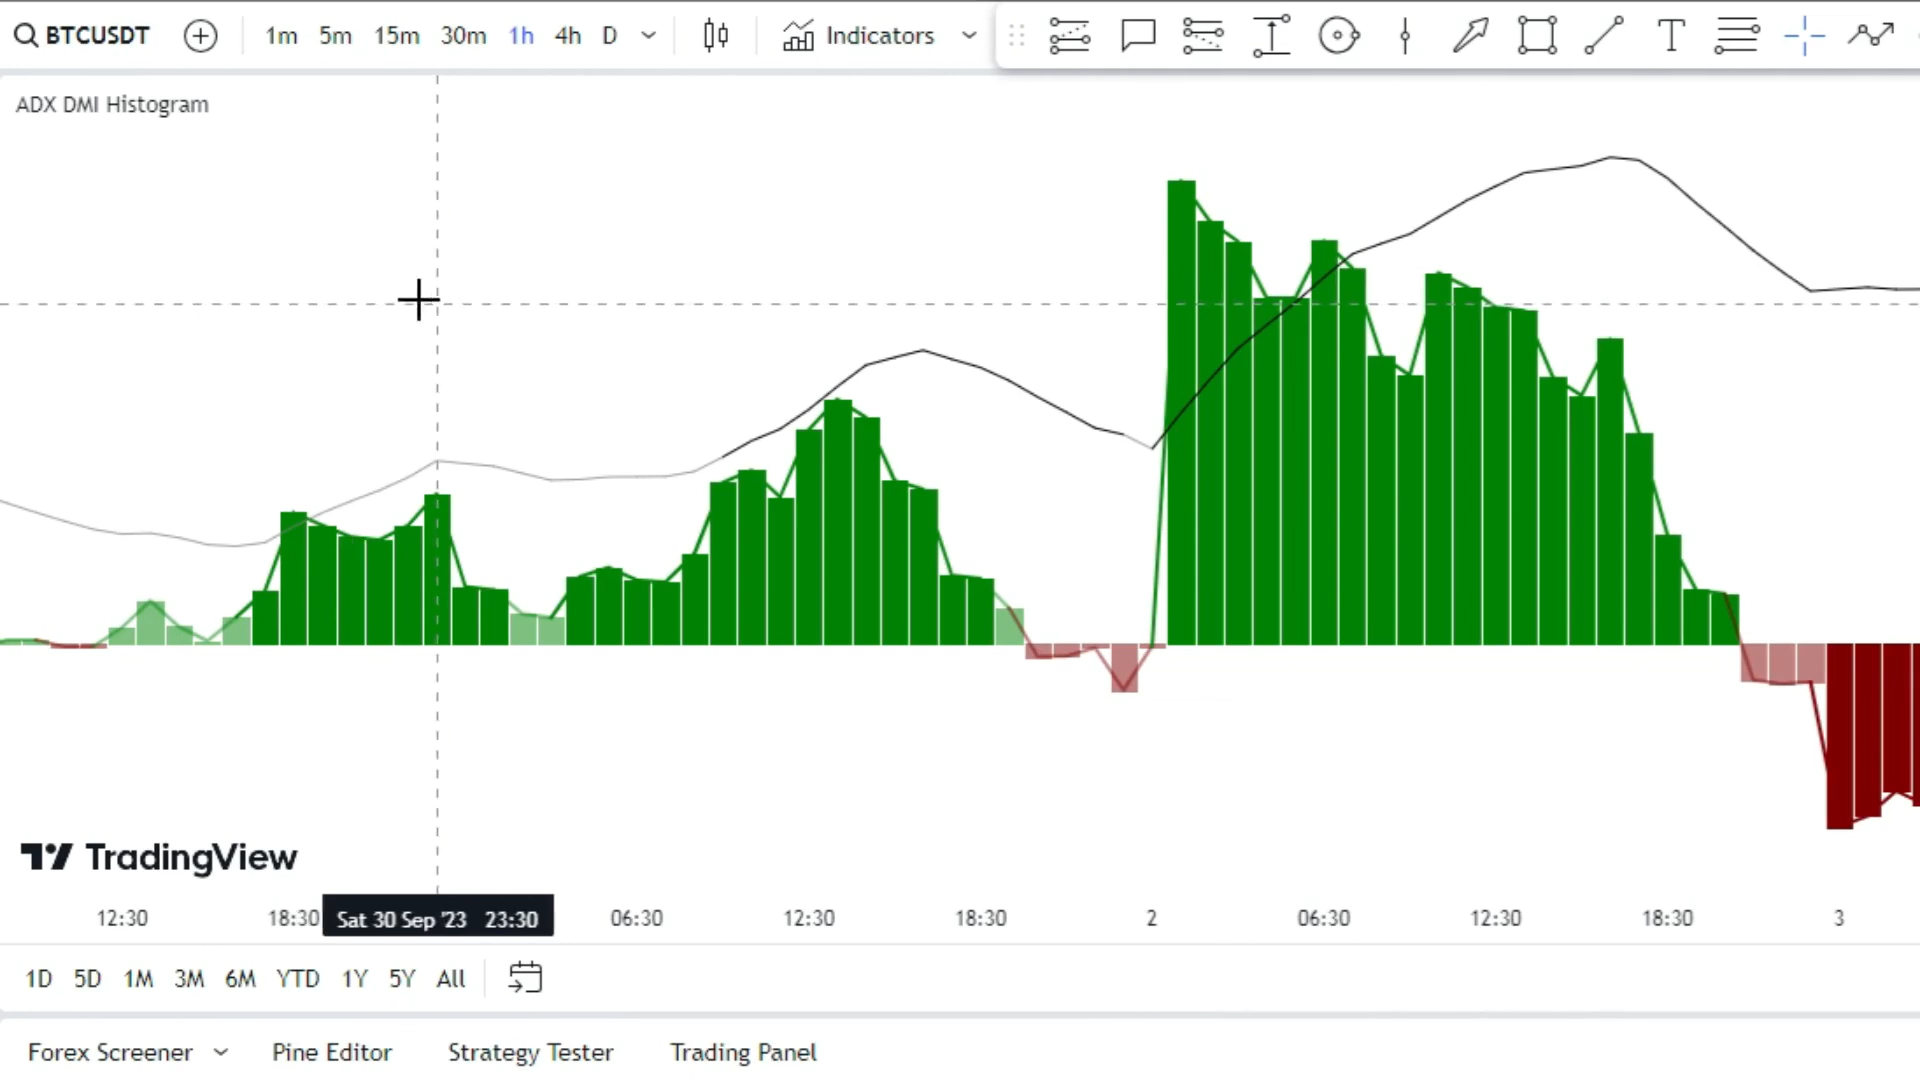 BTCUSDT 1m 5m 15m 30m 1h 4h D Indicators T
ADX DMI Histogram
TradingView
12:30 18:30 Sat 30 Sep '23 23:30 06:30 12:30 18:30 2 06:30 12:30 18:30 3
1D 5D 1M 3M 6M YTD 1Y 5Y All
Forex Screener Pine Editor Strategy Tester Trading Panel